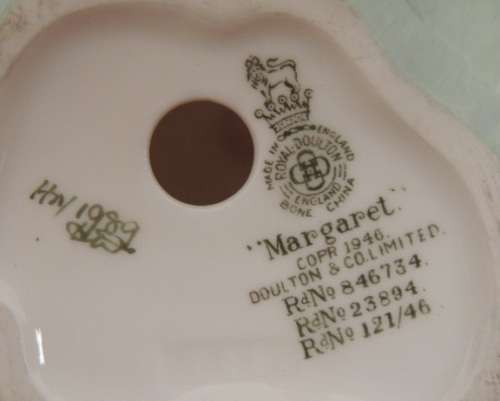 MADE IN ENGLAND
ROYAL·DOULTON
ENGLAND
BONE CHINA
"Margaret".
COPR 1946.
DOULTON & CO. LIMITED.
RdNo 846734.
RdNo 23894.
RdNo 121/46
HN 1989